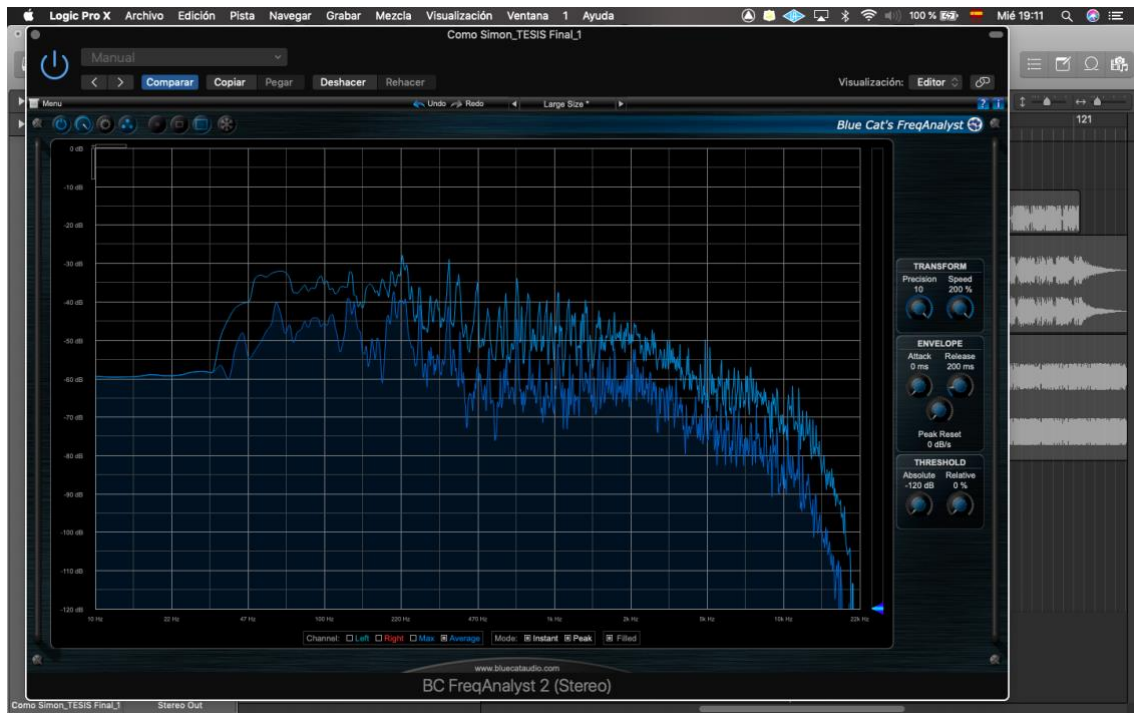 Logic Pro X Archivo Edición Pista Navegar Grabar Mezcla Visualización Ventana 1 Ayuda 100 % Mié 19:11
Como Simon_TESIS Final_1
Manual
Comparar Copiar Pegar Deshacer Rehacer Visualización: Editor
Menu Undo Redo Large Size * ? i
121
Blue Cat's FreqAnalyst
0 dB
-10 dB
-20 dB
-30 dB
-40 dB
-50 dB
-60 dB
-70 dB
-80 dB
-90 dB
-100 dB
-110 dB
-120 dB
10 Hz 22 Hz 47 Hz 100 Hz 220 Hz 470 Hz 1k Hz 2k Hz 5k Hz 10k Hz 22k Hz
TRANSFORM
Precision Speed
10 200 %
ENVELOPE
Attack Release
0 ms 200 ms
Peak Reset
0 dB/s
THRESHOLD
Absolute Relative
-120 dB 0 %
Channel: Left Right Max Average Mode: Instant Peak Filled
www.bluecataudio.com
BC FreqAnalyst 2 (Stereo)
Como Simon_TESIS Final_1 Stereo Out